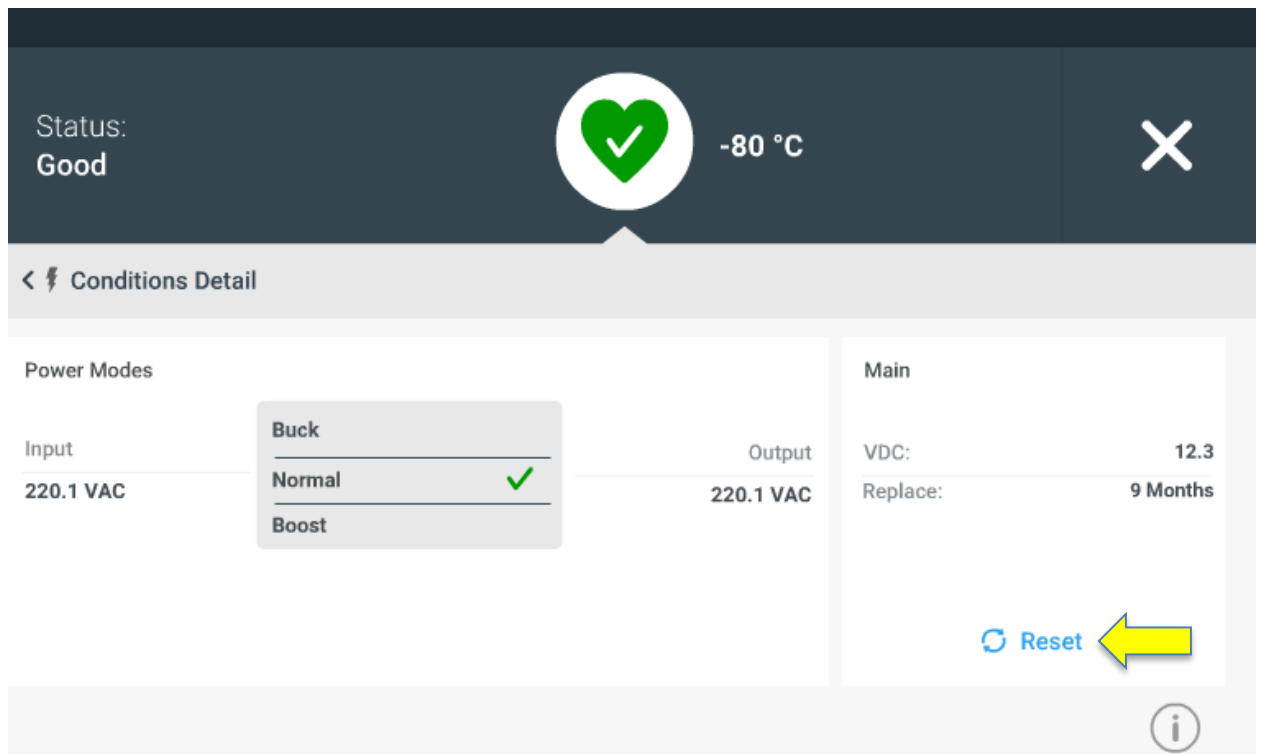 Status:
Good
-80 °C
Conditions Detail
Power Modes
Input
220.1 VAC
Buck
Normal
Boost
Output
220.1 VAC
Main
VDC: 12.3
Replace: 9 Months
Reset
i